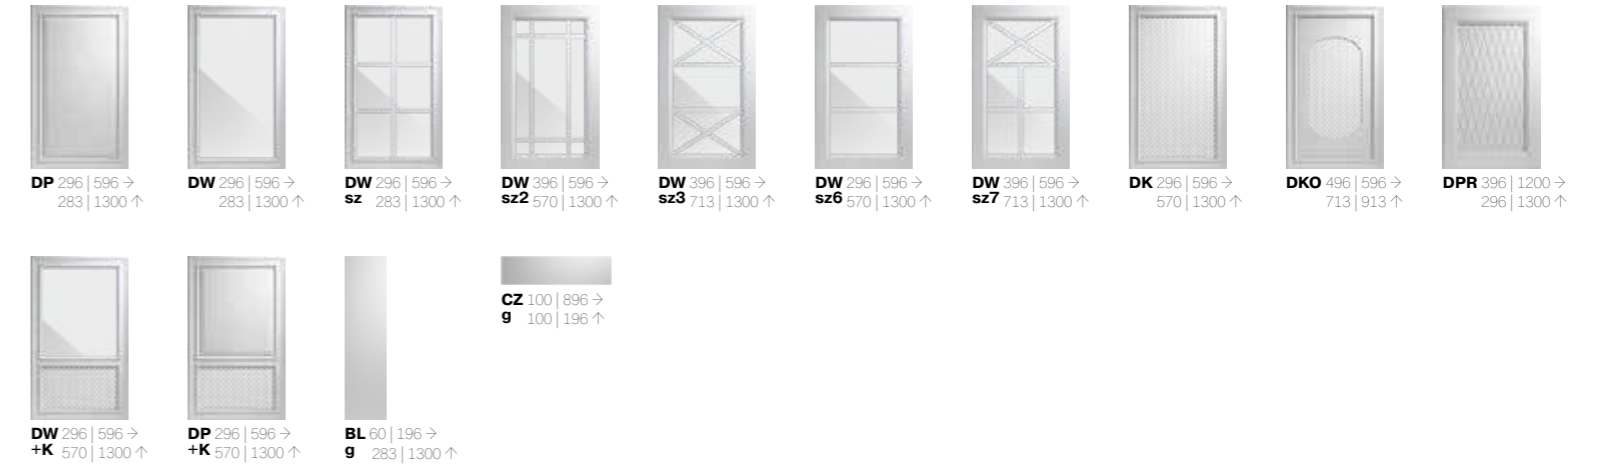 DP 296 | 596 →
283 | 1300 ↑
DW 296 | 596 →
283 | 1300 ↑
DW 296 | 596 →
sz 283 | 1300 ↑
DW 396 | 596 →
sz2 570 | 1300 ↑
DW 396 | 596 →
sz3 713 | 1300 ↑
DW 296 | 596 →
sz6 570 | 1300 ↑
DW 396 | 596 →
sz7 713 | 1300 ↑
DK 296 | 596 →
570 | 1300 ↑
DKO 496 | 596 →
713 | 913 ↑
DPR 396 | 1200 →
296 | 1300 ↑
DW 296 | 596 →
+K 570 | 1300 ↑
DP 296 | 596 →
+K 570 | 1300 ↑
BL 60 | 196 →
g 283 | 1300 ↑
CZ 100 | 896 →
g 100 | 196 ↑